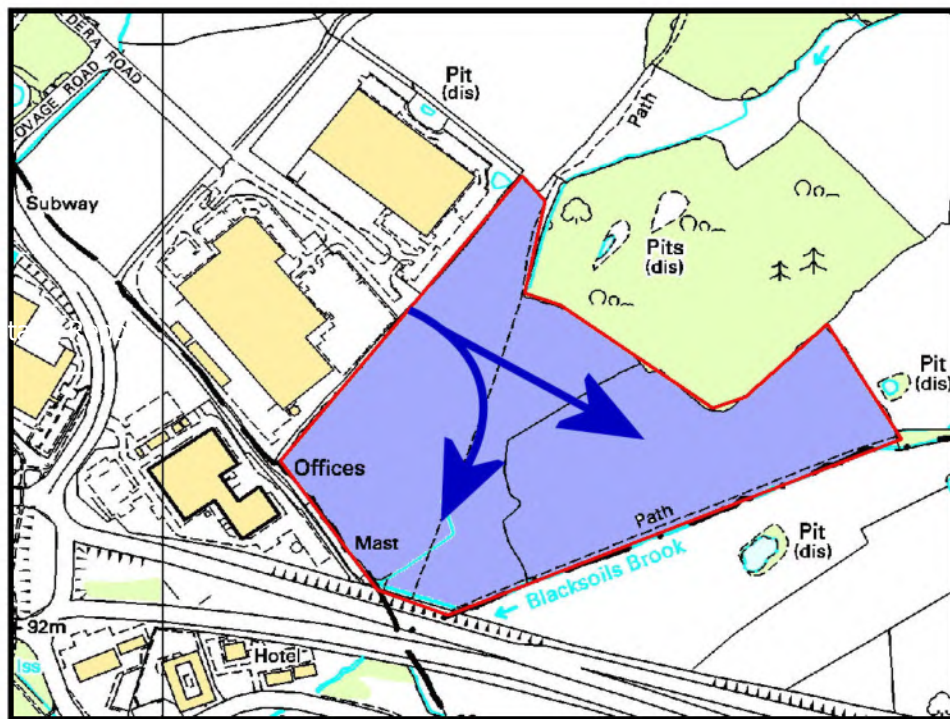 DERA ROAD
OVAGE ROAD
Pit
(dis)
Path
Subway
Pits
(dis)
Pit
(dis)
Offices
Mast
Path
Pit
(dis)
Blacksoils Brook
92m
Hotel